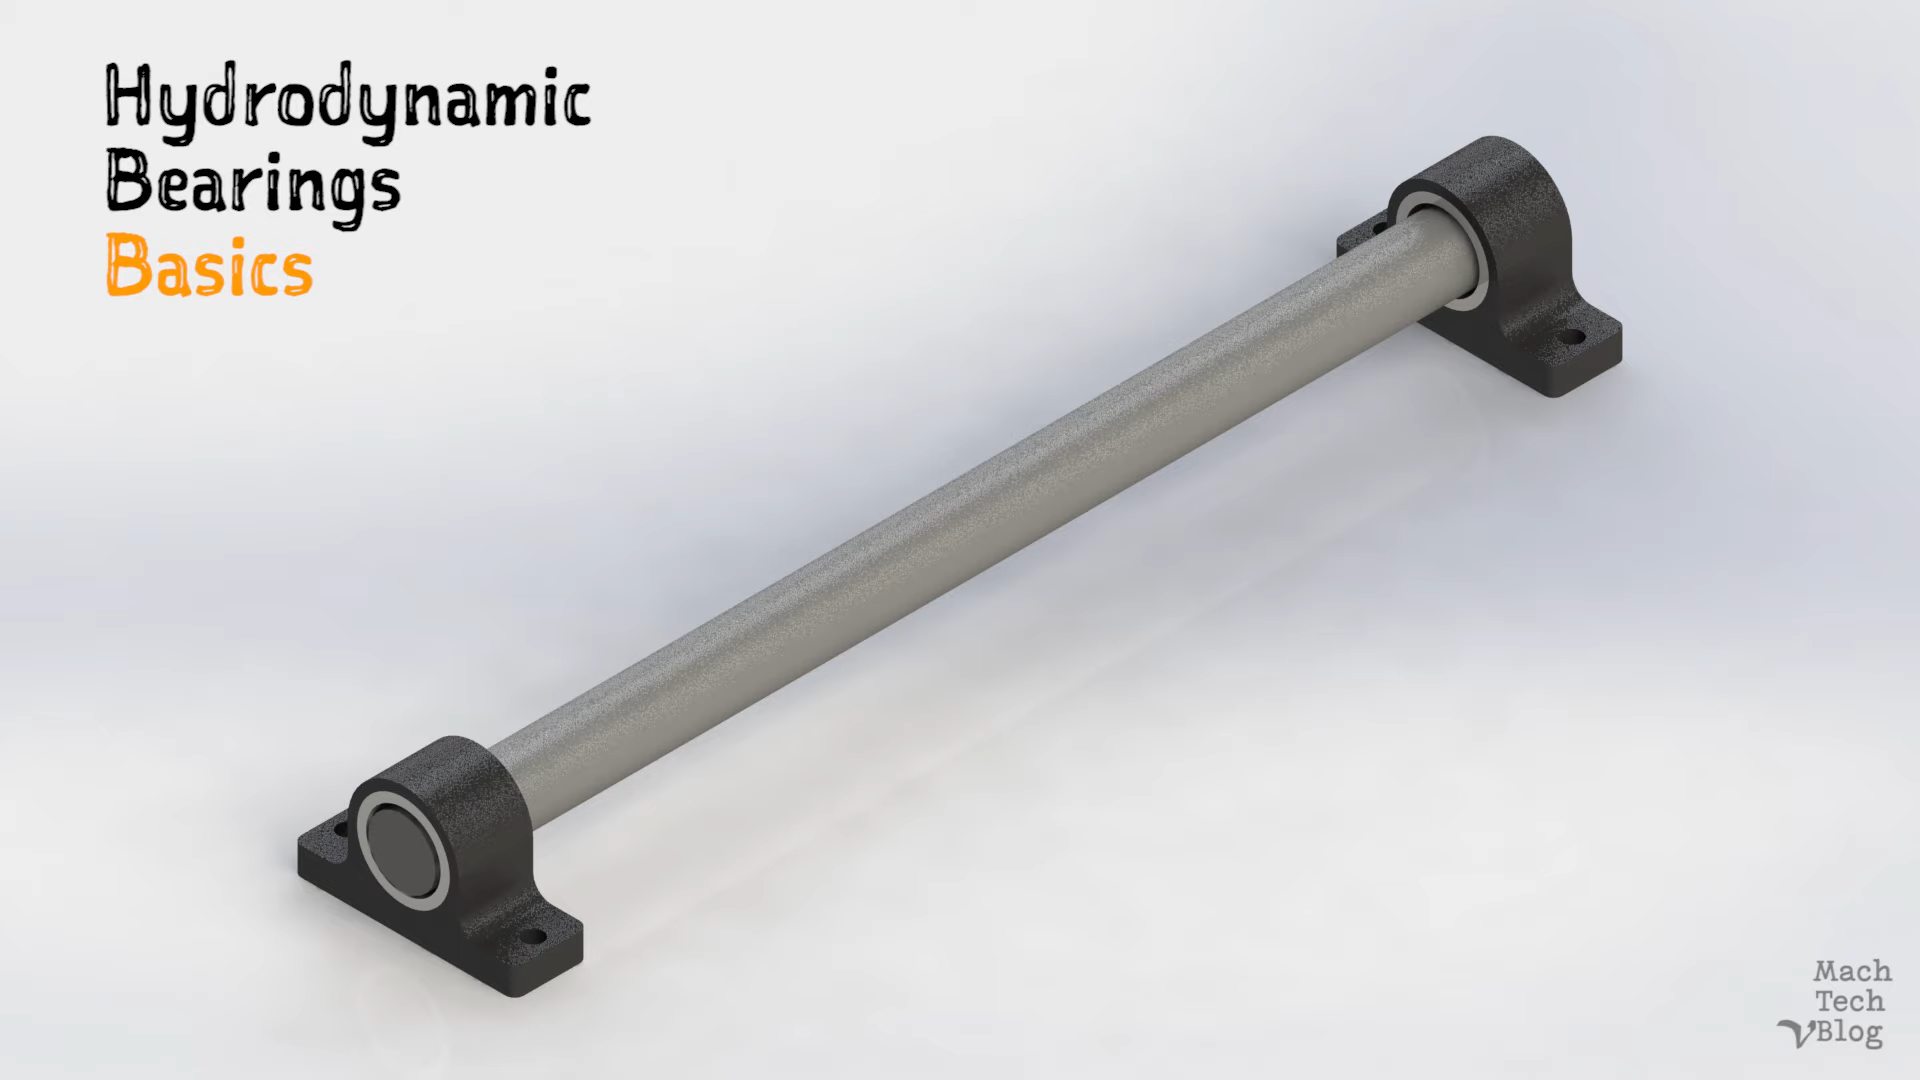 Hydrodynamic
Bearings
Basics
Mach
Tech
VBlog